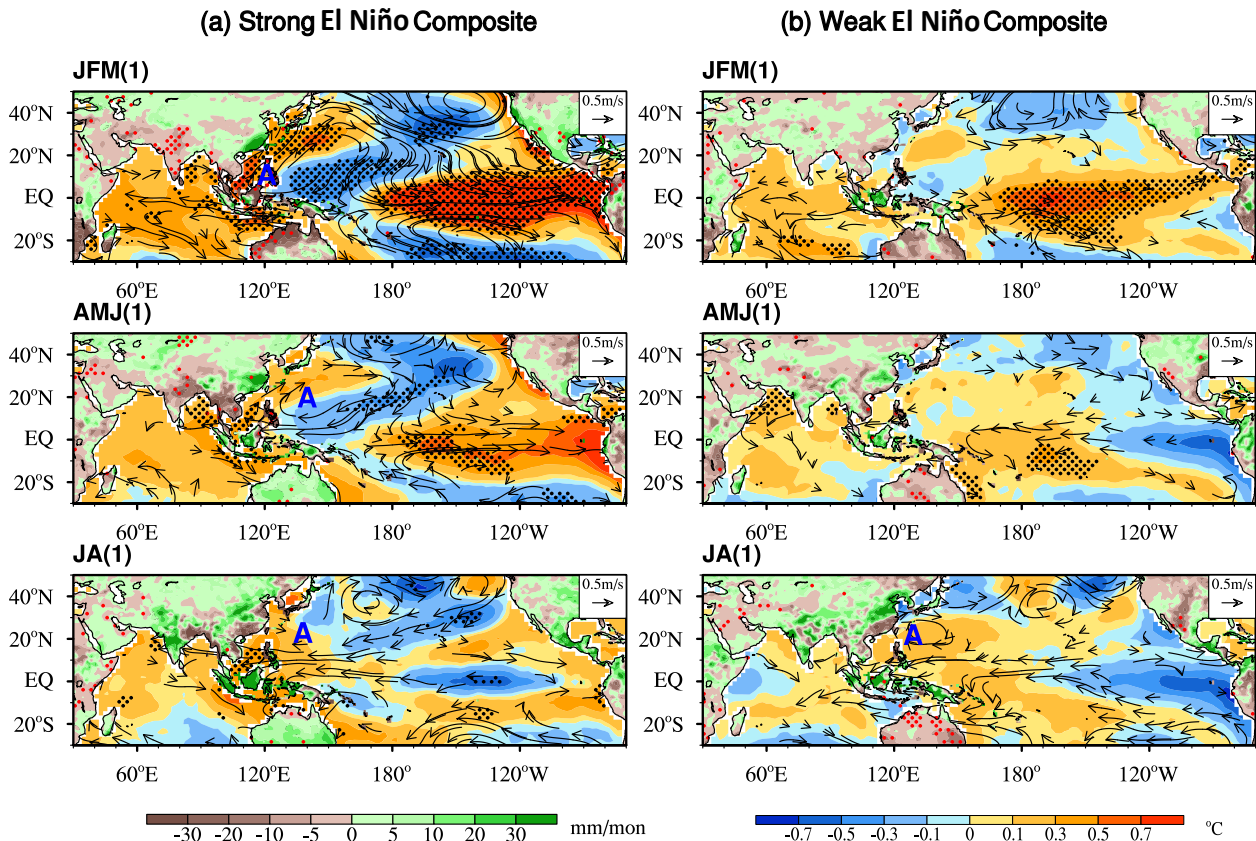 (a) Strong El Niño Composite
(b) Weak El Niño Composite
JFM(1)
JFM(1)
0.5m/s
0.5m/s
40°N
20°N
EQ
20°S
40°N
20°N
EQ
20°S
A
60°E 120°E 180° 120°W
60°E 120°E 180° 120°W
AMJ(1)
AMJ(1)
0.5m/s
0.5m/s
40°N
20°N
EQ
20°S
40°N
20°N
EQ
20°S
A
60°E 120°E 180° 120°W
60°E 120°E 180° 120°W
JA(1)
JA(1)
0.5m/s
0.5m/s
40°N
20°N
EQ
20°S
40°N
20°N
EQ
20°S
A
A
60°E 120°E 180° 120°W
60°E 120°E 180° 120°W
-30 -20 -10 -5 0 5 10 20 30 mm/mon
-0.7 -0.5 -0.3 -0.1 0 0.1 0.3 0.5 0.7 °C